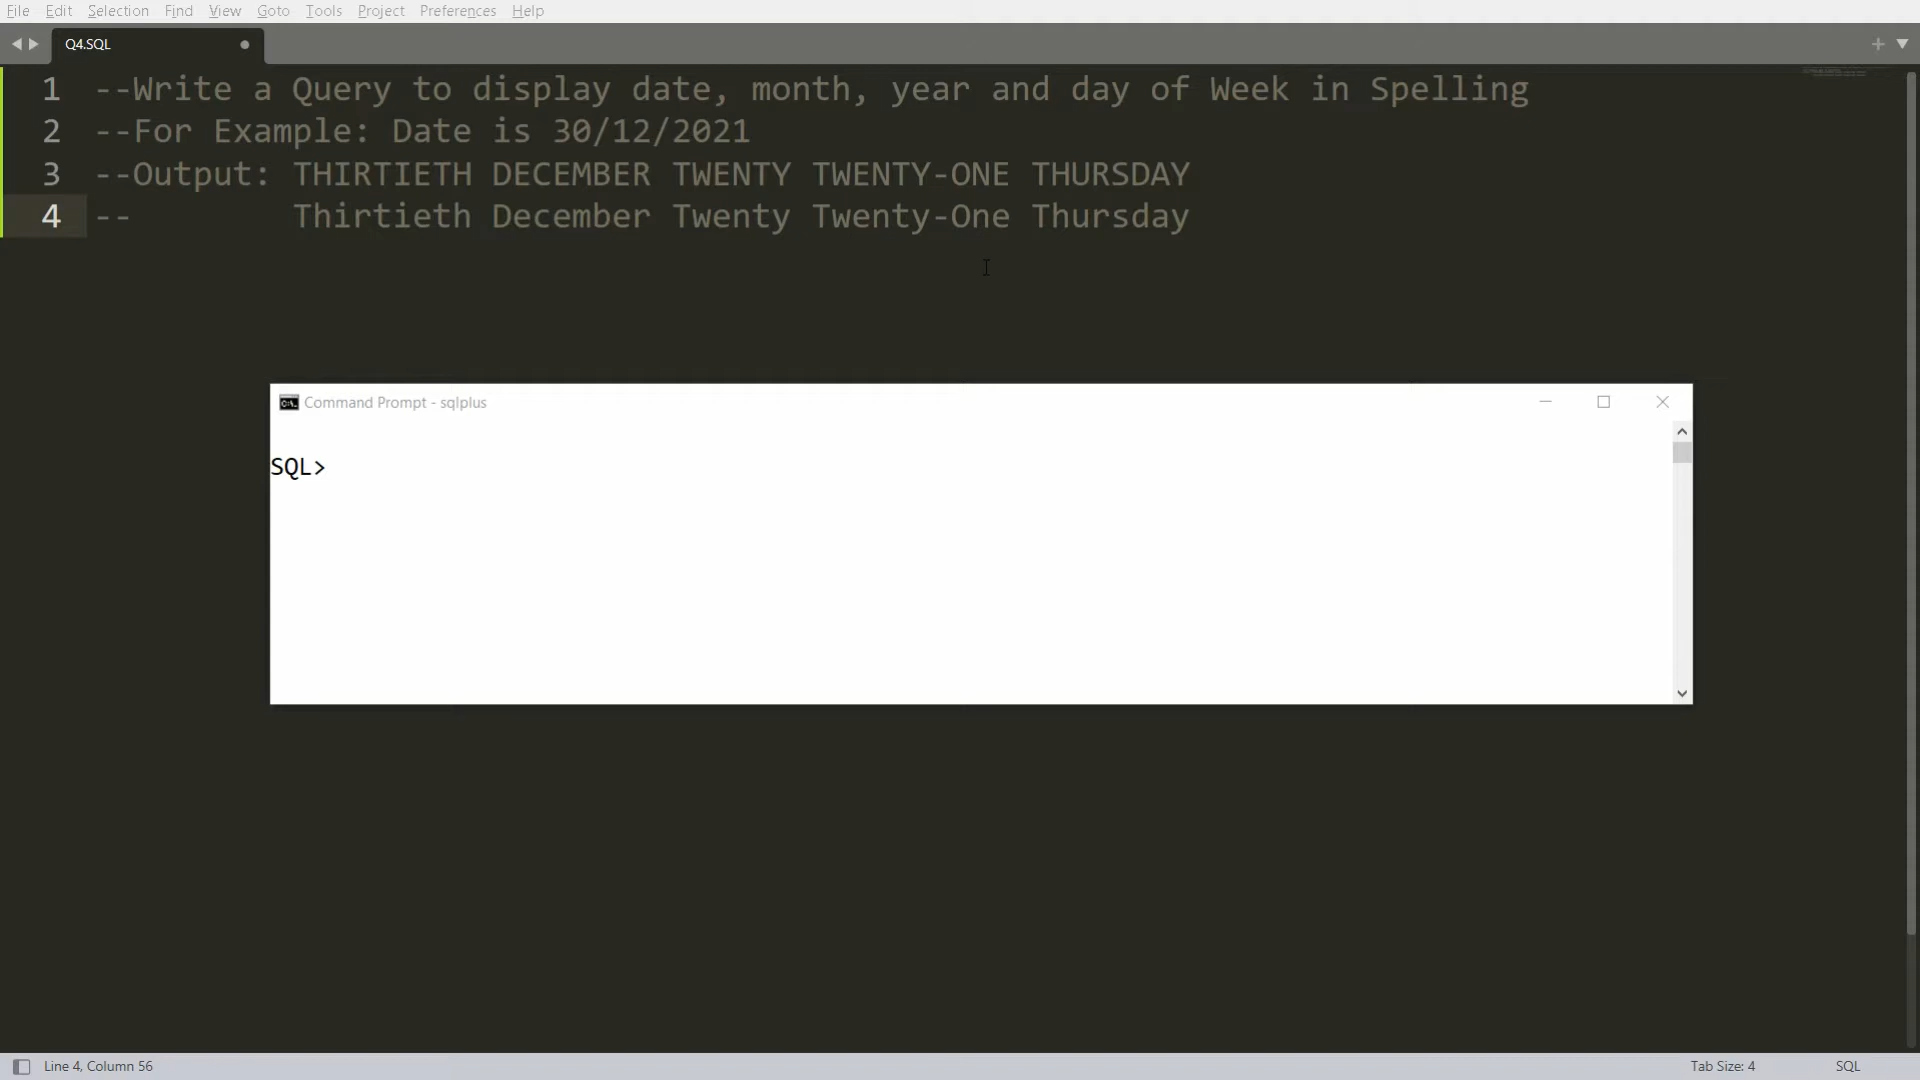 File Edit Selection Find View Goto Tools Project Preferences Help
Q4.SQL
1 --Write a Query to display date, month, year and day of Week in Spelling
2 --For Example: Date is 30/12/2021
3 --Output: THIRTIETH DECEMBER TWENTY TWENTY-ONE THURSDAY
4 --        Thirtieth December Twenty Twenty-One Thursday
Command Prompt - sqlplus
SQL>
Line 4, Column 56
Tab Size: 4
SQL